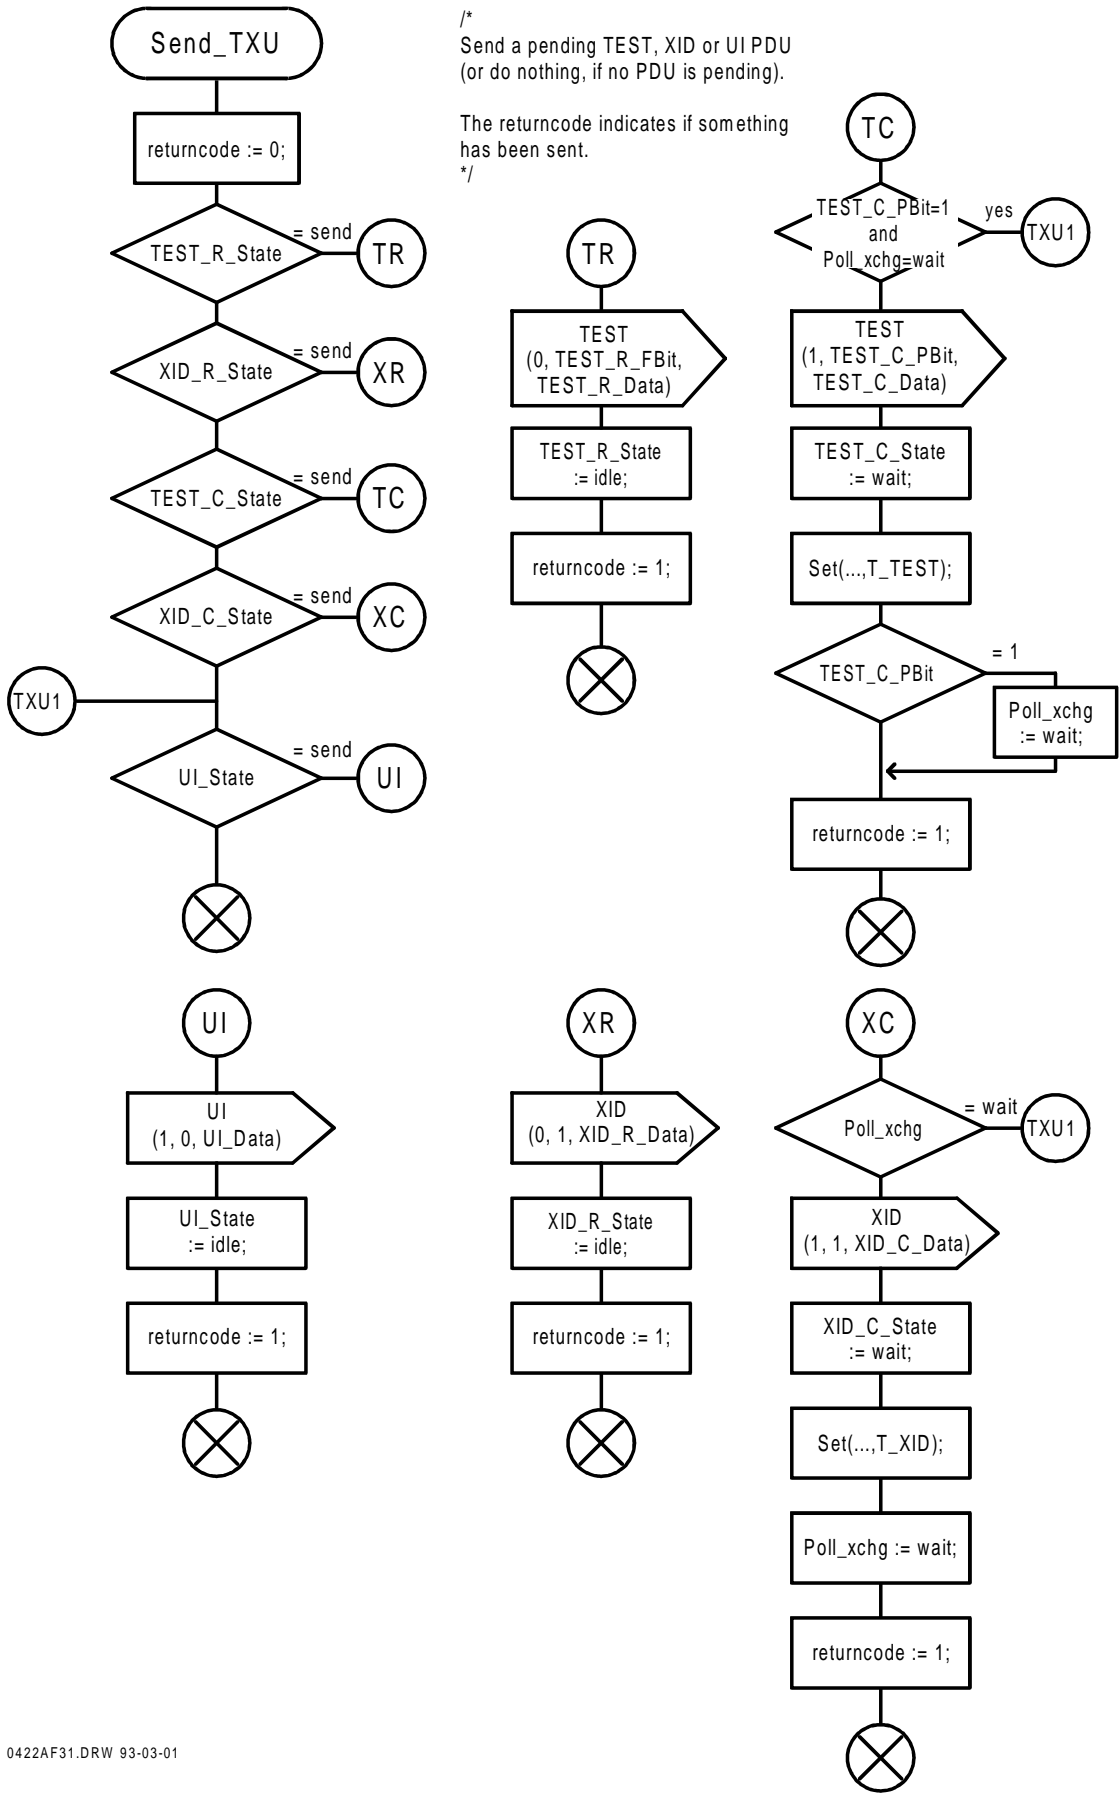 Send_TXU
returncode := 0;
TEST_R_State
= send
TR
XID_R_State
= send
XR
TEST_C_State
= send
TC
XID_C_State
= send
XC
TXU1
UI_State
= send
UI
/*
Send a pending TEST, XID or UI PDU
(or do nothing, if no PDU is pending).
The returncode indicates if something
has been sent.
*/
TR
TEST
(0, TEST_R_FBit,
TEST_R_Data)
TEST_R_State
:= idle;
returncode := 1;
TC
TEST_C_PBit=1
and
Poll_xchg=wait
yes
TXU1
TEST
(1, TEST_C_PBit,
TEST_C_Data)
TEST_C_State
:= wait;
Set(...,T_TEST);
TEST_C_PBit
= 1
Poll_xchg
:= wait;
returncode := 1;
UI
UI
(1, 0, UI_Data)
UI_State
:= idle;
returncode := 1;
XR
XID
(0, 1, XID_R_Data)
XID_R_State
:= idle;
returncode := 1;
XC
Poll_xchg
= wait
TXU1
XID
(1, 1, XID_C_Data)
XID_C_State
:= wait;
Set(...,T_XID);
Poll_xchg := wait;
returncode := 1;
0422AF31.DRW 93-03-01